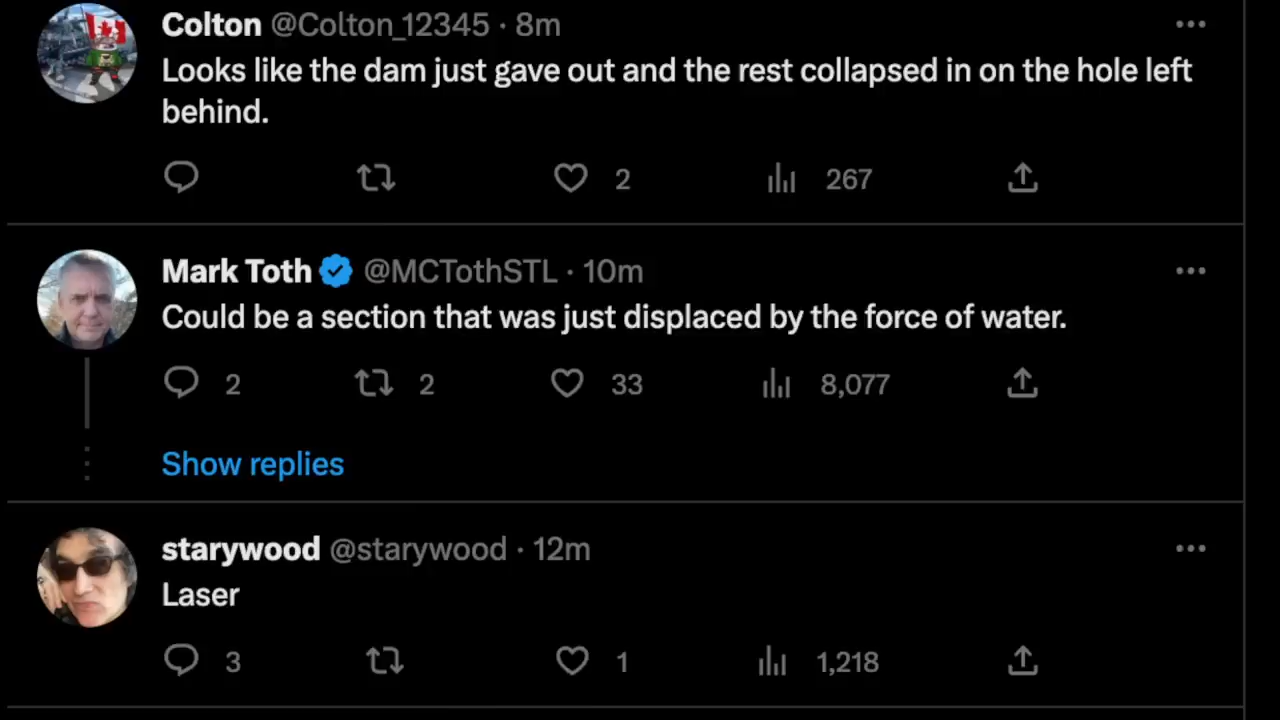 Colton @Colton_12345 · 8m
Looks like the dam just gave out and the rest collapsed in on the hole left
behind.
2 267
Mark Toth @MCTothSTL · 10m
Could be a section that was just displaced by the force of water.
2 2 33 8,077
Show replies
starywood @starywood · 12m
Laser
3 1 1,218